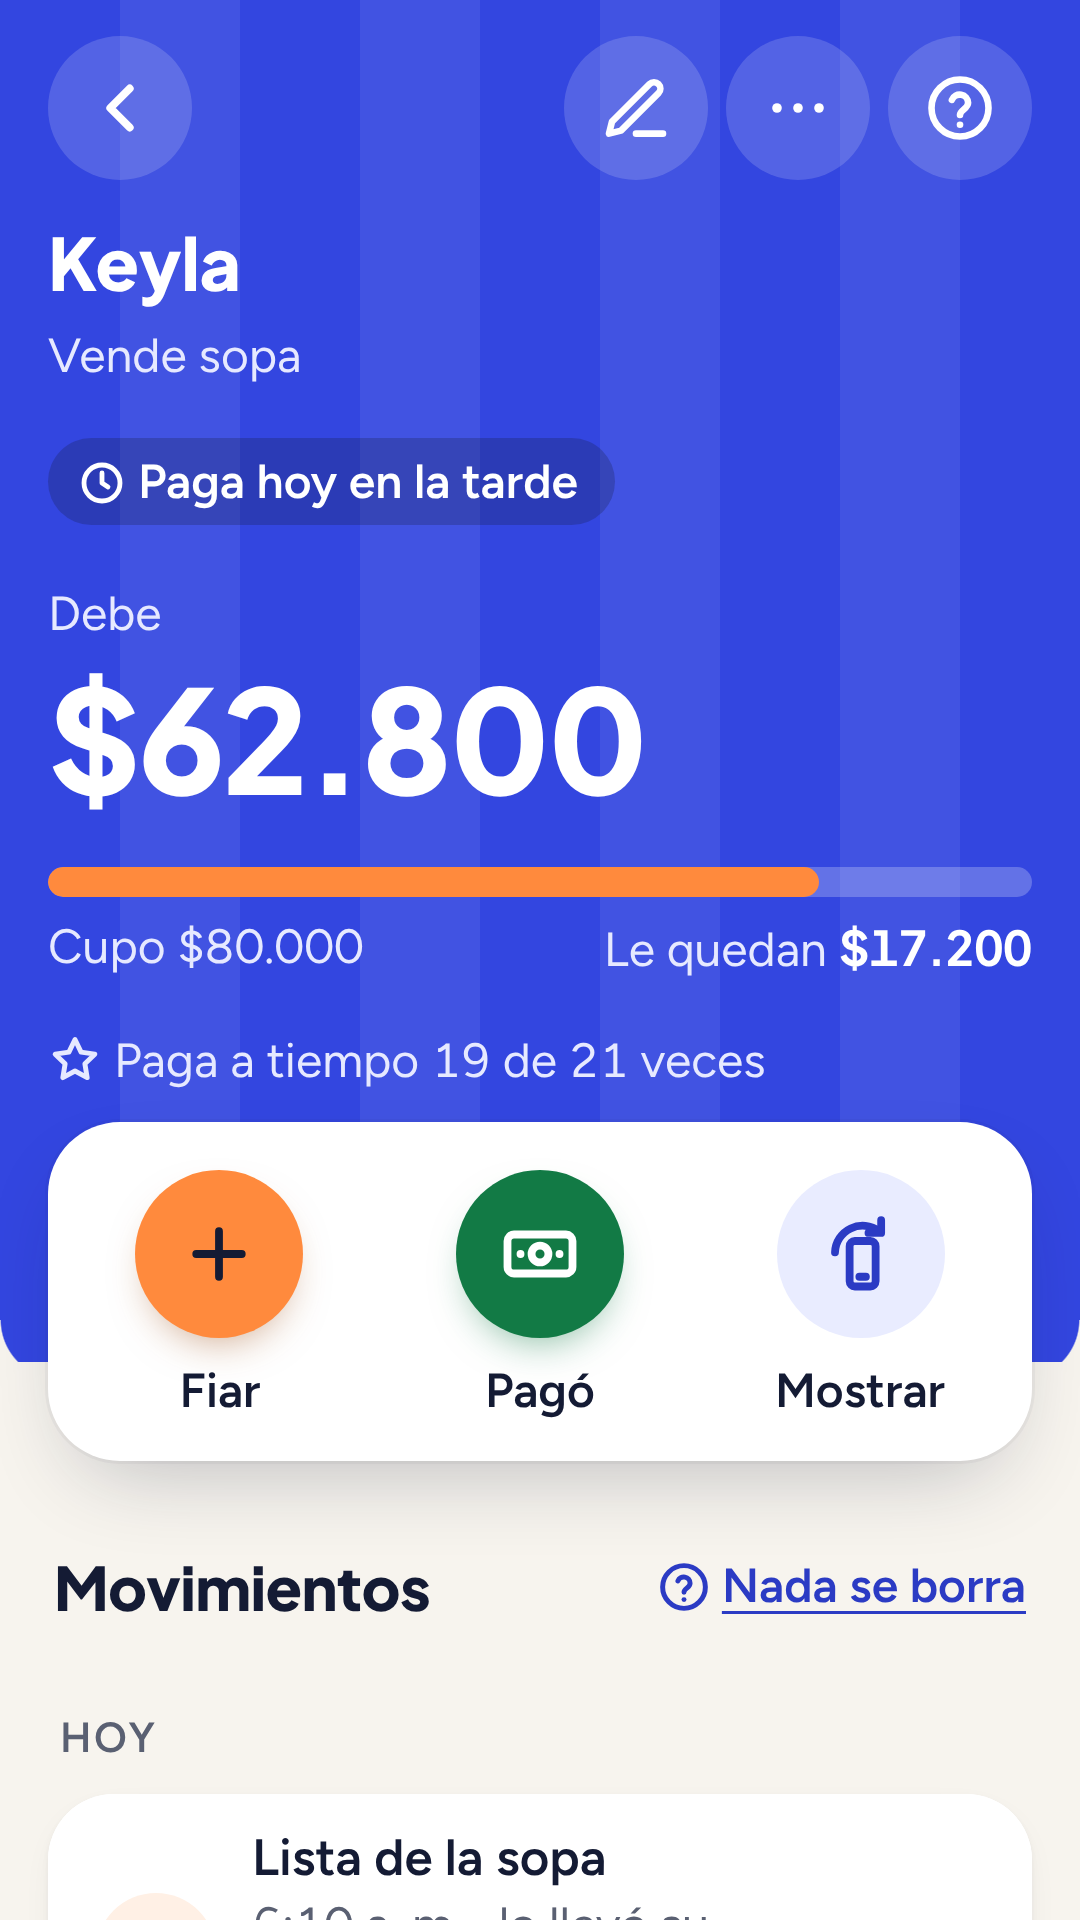 Keyla
Vende sopa
Paga hoy en la tarde
Debe
$62.800
Cupo $80.000
Le quedan $17.200
Paga a tiempo 19 de 21 veces
Fiar
Pagó
Mostrar
Movimientos
Nada se borra
HOY
Lista de la sopa